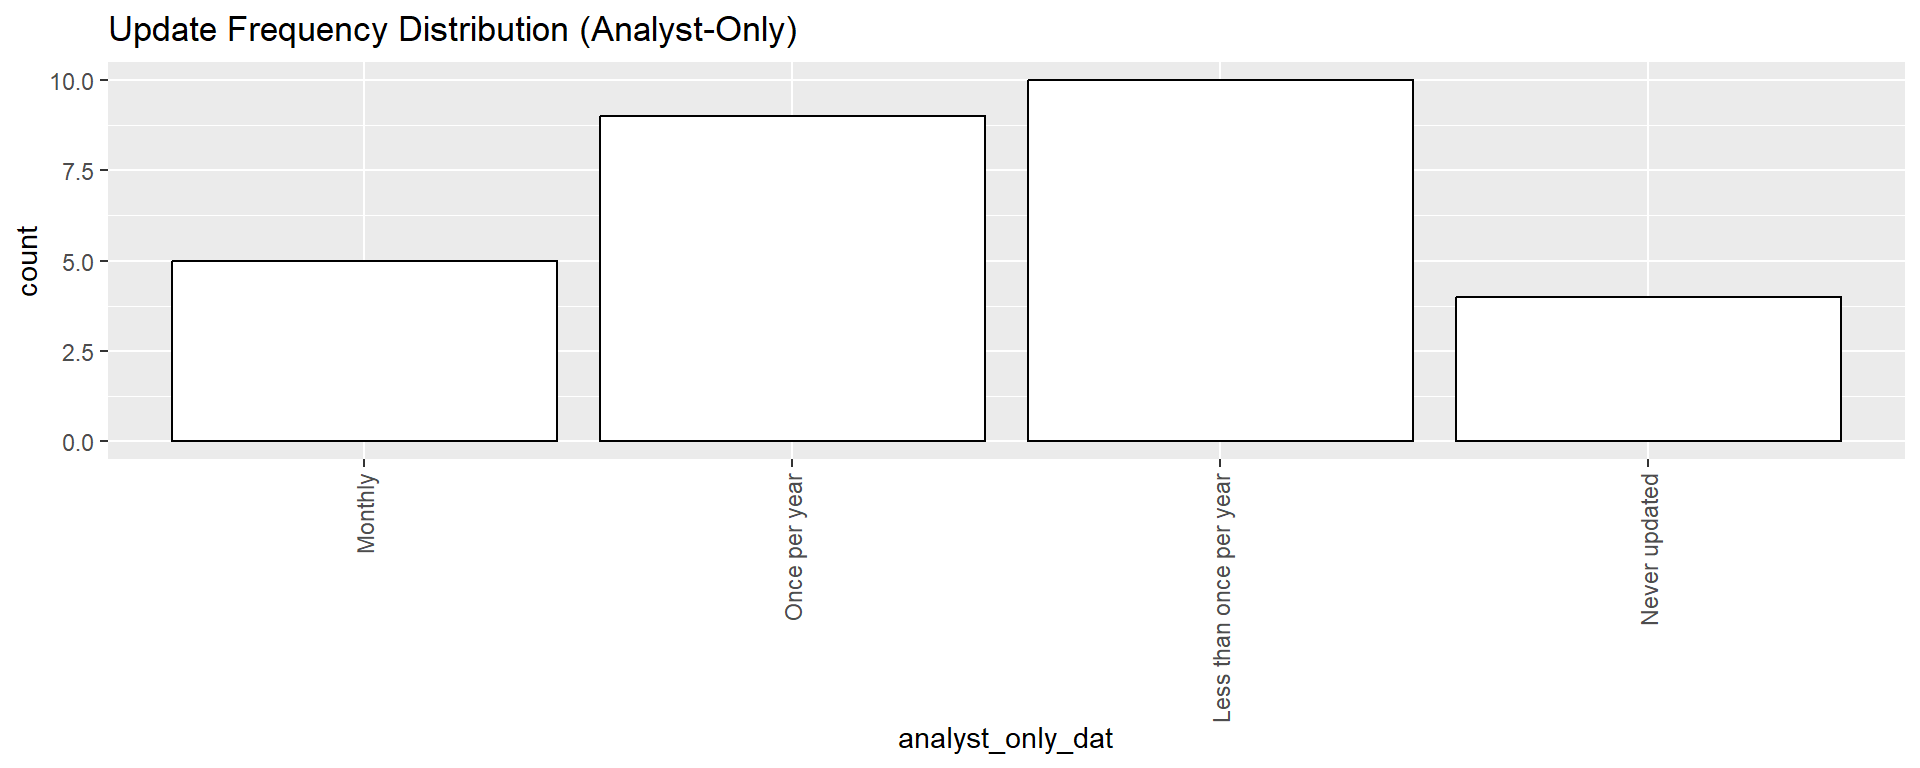 Update Frequency Distribution (Analyst-Only)
10.0
7.5
5.0
2.5
0.0
count
Monthly
Once per year
Less than once per year
Never updated
analyst_only_dat